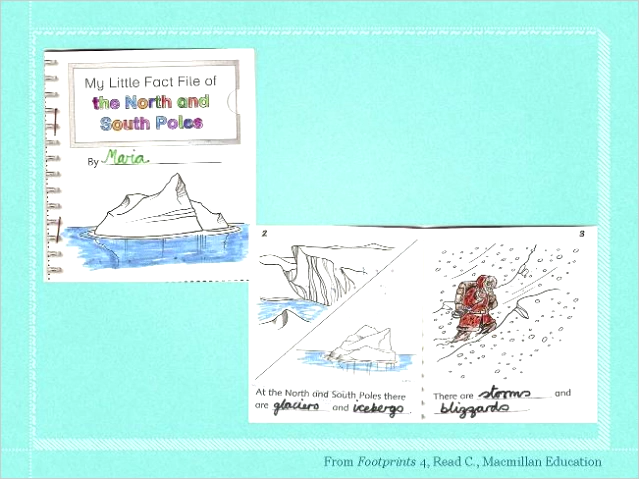 My Little Fact File of
the North and
South Poles
By Maria
2
At the North and South Poles there
are glaciers and icebergs
3
There are storms and
blizzards
From Footprints 4, Read C., Macmillan Education